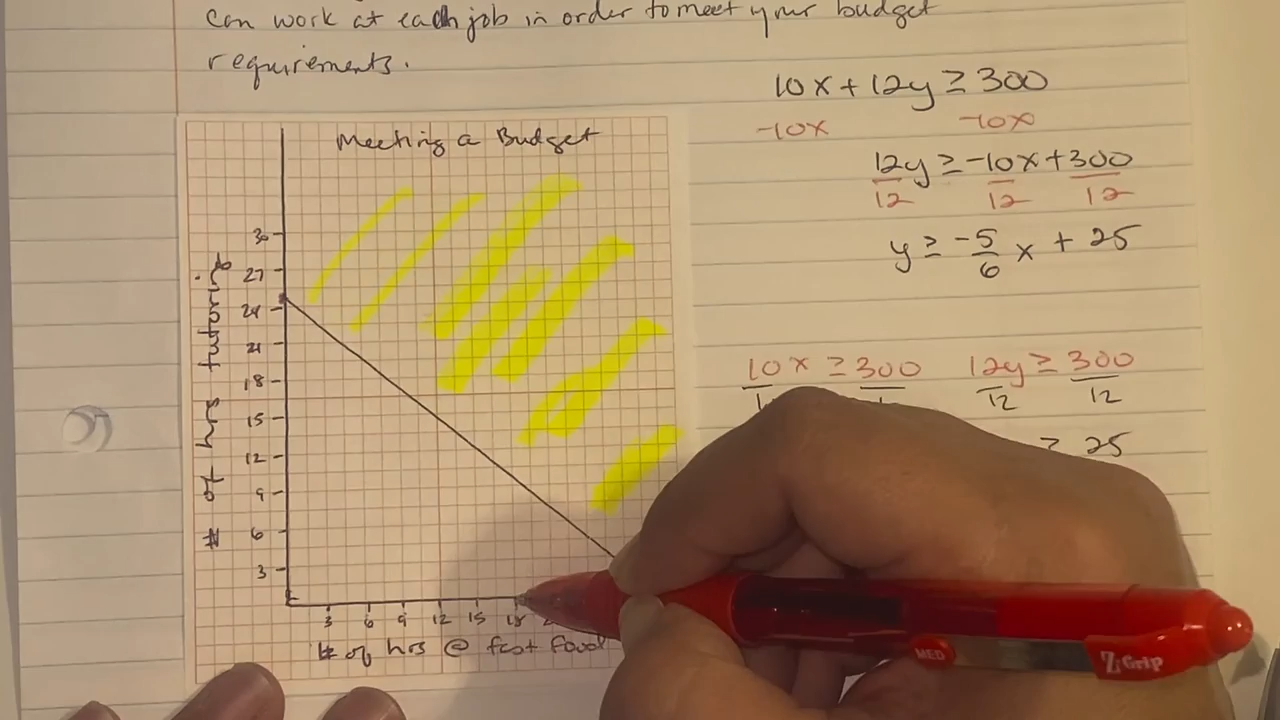 can work at each job in order to meet your budget
requirements.
10x + 12y ≥ 300
-10x -10x
12y ≥ -10x + 300
12 12 12
y ≥ -5/6 x + 25
10x ≥ 300 12y ≥ 300
12 12
≥ 25
Meeting a Budget
30
27
24
21
18
15
12
9
6
3
# of hrs tutoring
3 6 9 12 15 18
# of hrs @ fast food
MED
Z Grip